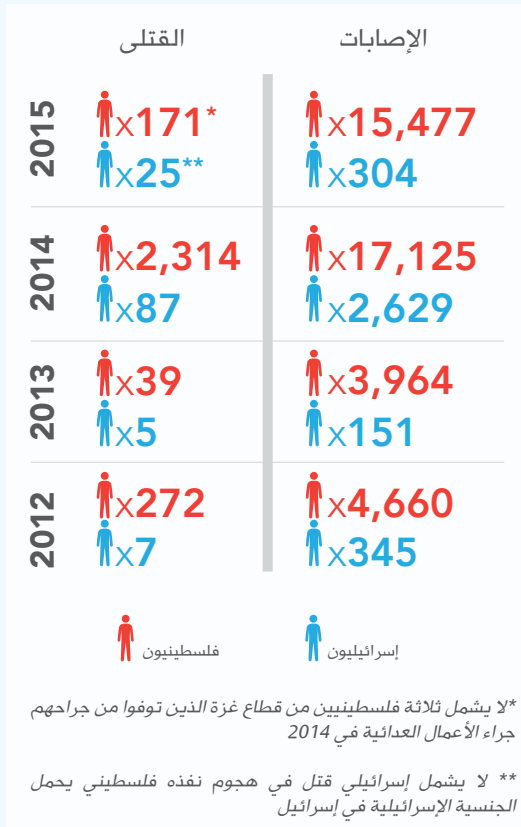 القتلى الإصابات
2015
x171* x15,477
x25** x304
2014
x2,314 x17,125
x87 x2,629
2013
x39 x3,964
x5 x151
2012
x272 x4,660
x7 x345
فلسطينيون إسرائيليون
*لا يشمل ثلاثة فلسطينيين من قطاع غزة الذين توفوا من جراحهم
جراء الأعمال العدائية في 2014
** لا يشمل إسرائيلي قتل في هجوم نفذه فلسطيني يحمل
الجنسية الإسرائيلية في إسرائيل